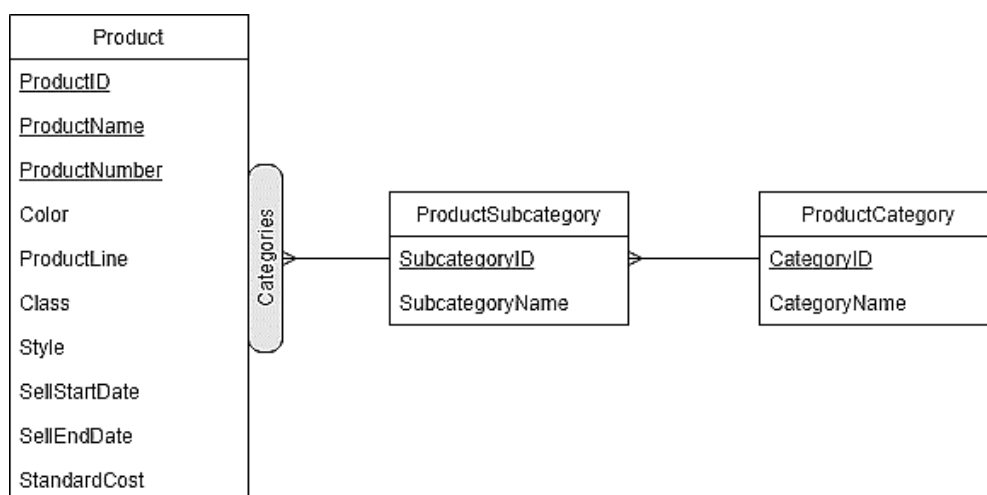 Product
ProductID
ProductName
ProductNumber
Color
ProductLine
Class
Style
SellStartDate
SellEndDate
StandardCost
Categories
ProductSubcategory
SubcategoryID
SubcategoryName
ProductCategory
CategoryID
CategoryName